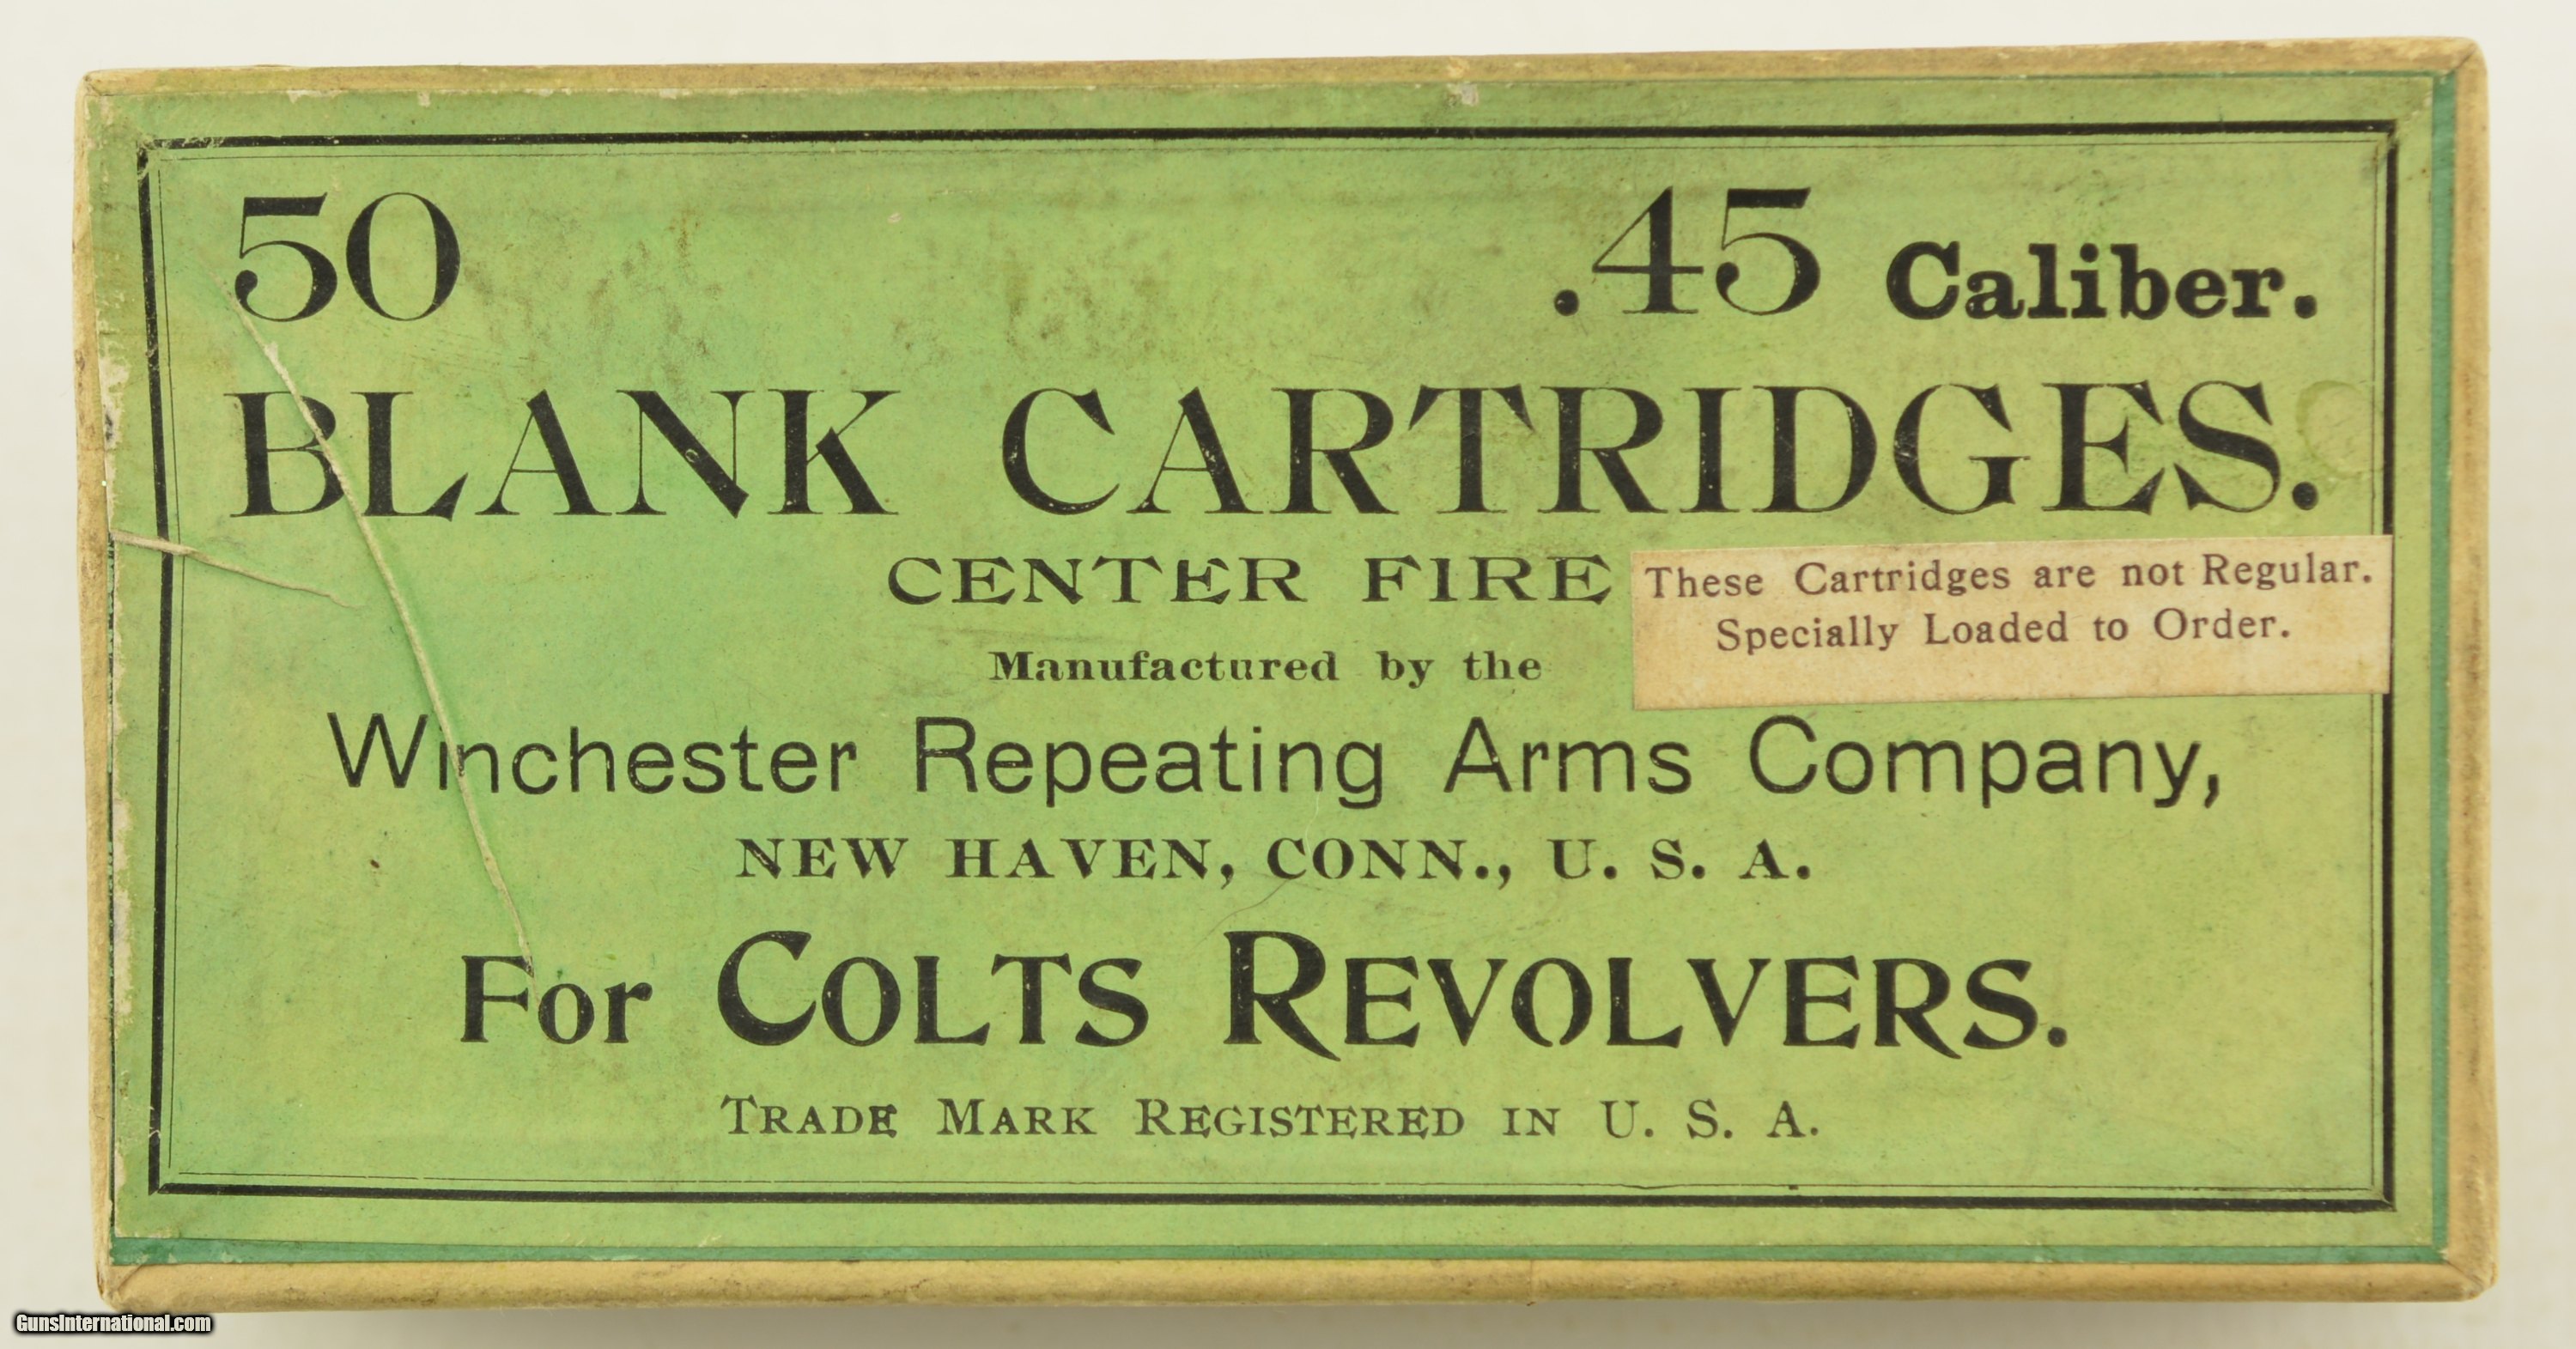 50 .45 Caliber.
BLANK CARTRIDGES.
CENTER FIRE
These Cartridges are not Regular.
Specially Loaded to Order.
Manufactured by the
Winchester Repeating Arms Company,
NEW HAVEN, CONN., U. S. A.
For COLTS REVOLVERS.
TRADE MARK REGISTERED IN U. S. A.
GunsInternational.com